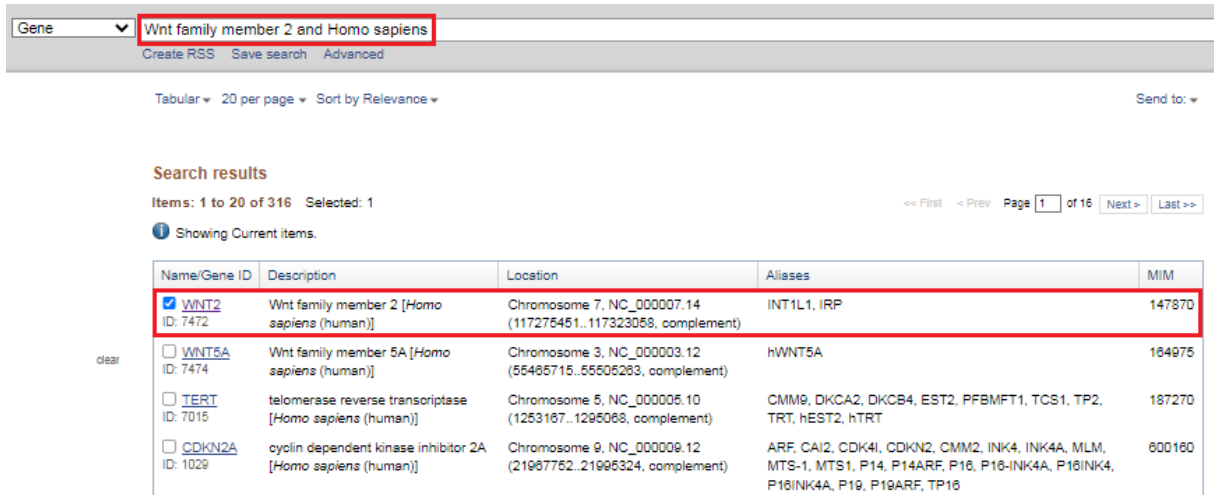 Gene Wnt family member 2 and Homo sapiens
Create RSS Save search Advanced
Tabular 20 per page Sort by Relevance Send to:
Search results
Items: 1 to 20 of 316 Selected: 1 << First < Prev Page 1 of 16 Next > Last >>
Showing Current items.
Name/Gene ID Description Location Aliases MIM
WNT2 Wnt family member 2 [Homo Chromosome 7, NC_000007.14 INT1L1, IRP 147870
ID: 7472 sapiens (human)] (117275451..117323058, complement)
clear
WNT5A Wnt family member 5A [Homo Chromosome 3, NC_000003.12 hWNT5A 164975
ID: 7474 sapiens (human)] (55465715..55505263, complement)
TERT telomerase reverse transcriptase Chromosome 5, NC_000005.10 CMM9, DKCA2, DKCB4, EST2, PFBMFT1, TCS1, TP2, 187270
ID: 7015 [Homo sapiens (human)] (1253167..1295068, complement) TRT, hEST2, hTRT
CDKN2A cyclin dependent kinase inhibitor 2A Chromosome 9, NC_000009.12 ARF, CAI2, CDK4I, CDKN2, CMM2, INK4, INK4A, MLM, 600160
ID: 1029 [Homo sapiens (human)] (21967752..21995324, complement) MTS-1, MTS1, P14, P14ARF, P16, P16-INK4A, P16INK4,
P16INK4A, P19, P19ARF, TP16